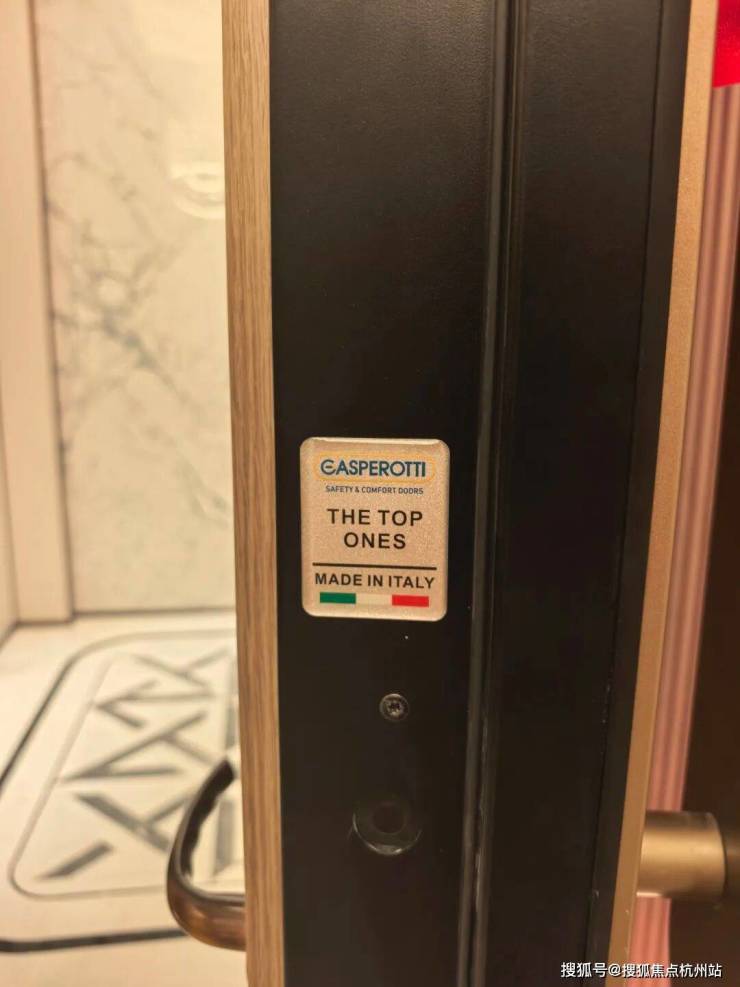 GASPEROTTI
SAFETY & COMFORT DOORS
THE TOP
ONES
MADE IN ITALY
搜狐号@搜狐焦点杭州站